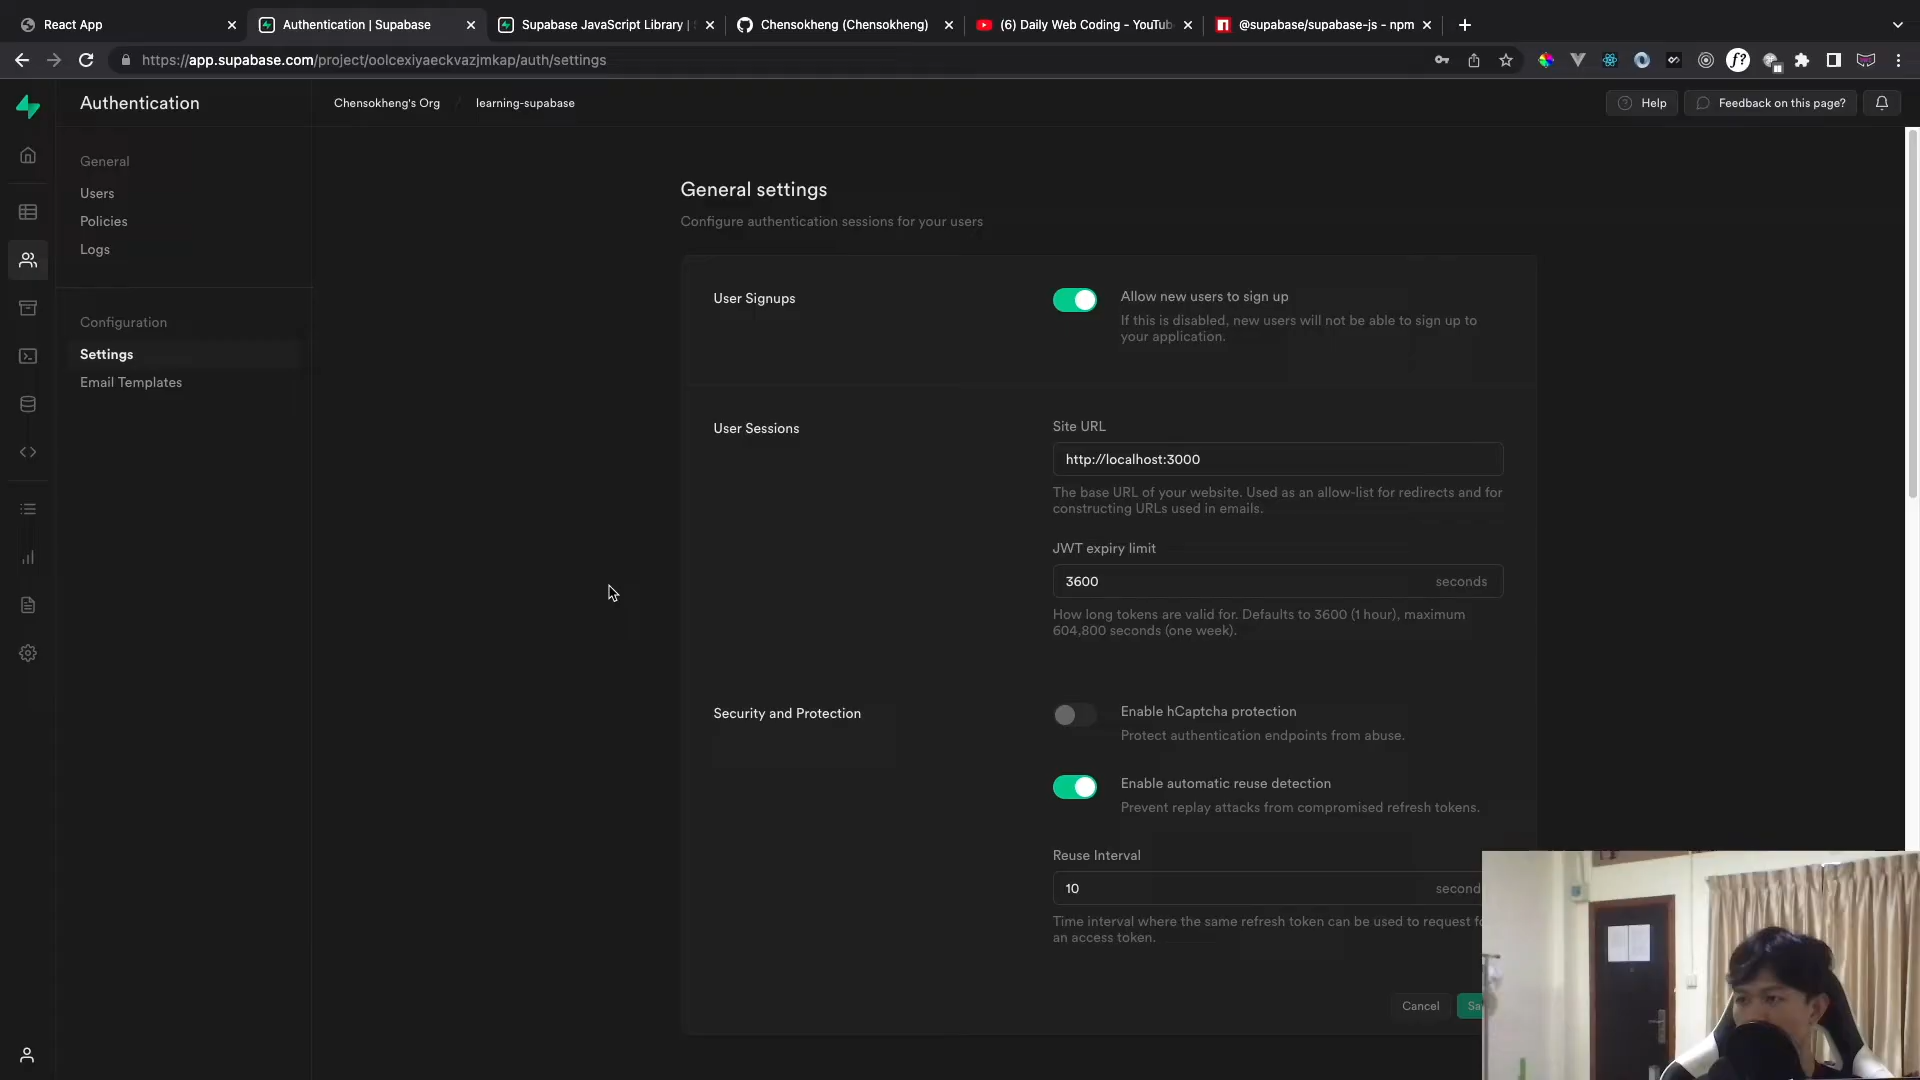 React App
Authentication | Supabase
Supabase JavaScript Library |
Chensokheng (Chensokheng)
(6) Daily Web Coding - YouTub
@supabase/supabase-js - npm
https://app.supabase.com/project/oolcexiyaeckvazjmkap/auth/settings
Authentication
Chensokheng's Org / learning-supabase
Help
Feedback on this page?
General
Users
Policies
Logs
Configuration
Settings
Email Templates
General settings
Configure authentication sessions for your users
User Signups
Allow new users to sign up
If this is disabled, new users will not be able to sign up to
your application.
User Sessions
Site URL
http://localhost:3000
The base URL of your website. Used as an allow-list for redirects and for
constructing URLs used in emails.
JWT expiry limit
3600 seconds
How long tokens are valid for. Defaults to 3600 (1 hour), maximum
604,800 seconds (one week).
Security and Protection
Enable hCaptcha protection
Protect authentication endpoints from abuse.
Enable automatic reuse detection
Prevent replay attacks from compromised refresh tokens.
Reuse Interval
10 second
Time interval where the same refresh token can be used to request fo
an access token.
Cancel
Sa